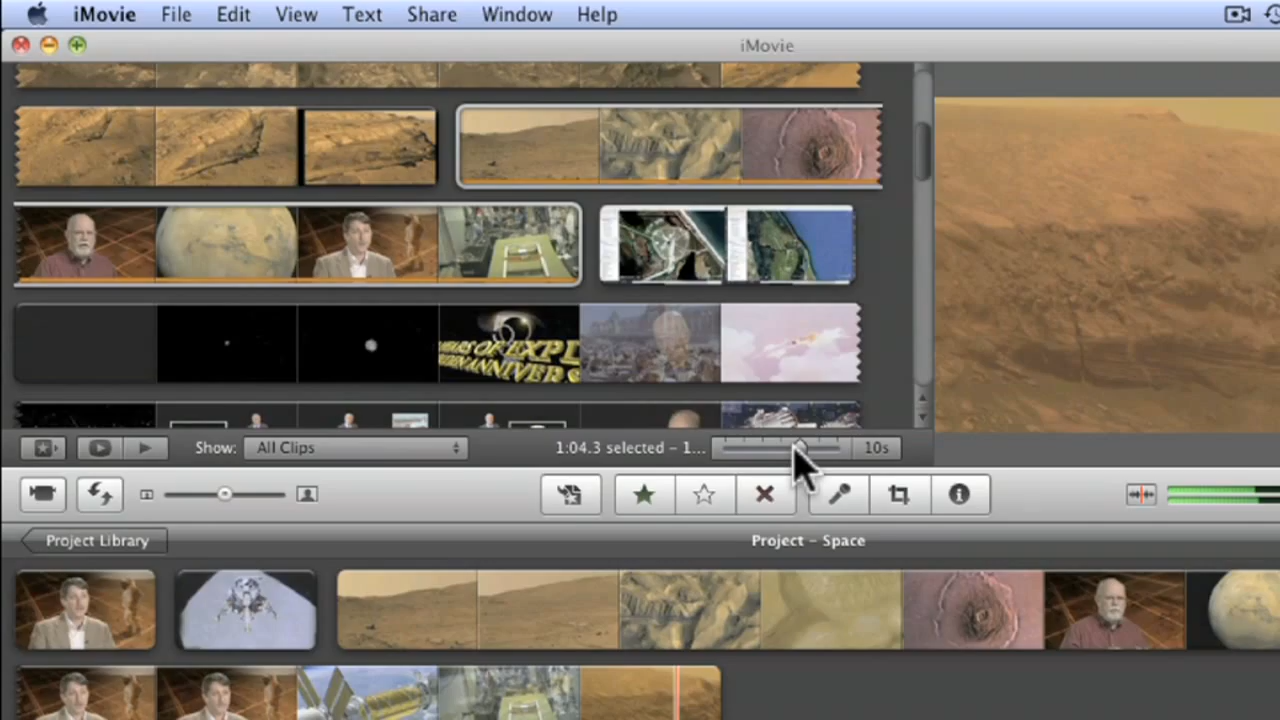 iMovie File Edit View Text Share Window Help
iMovie
Show: All Clips 1:04.3 selected – 1... 10s
Project Library Project – Space